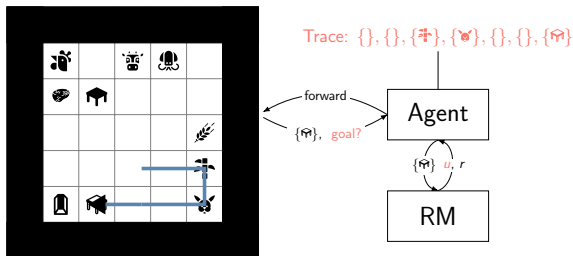 Trace: { }, { }, { }, { }, { }, { }, { }
forward
{ }, goal?
Agent
{ } u, r
RM